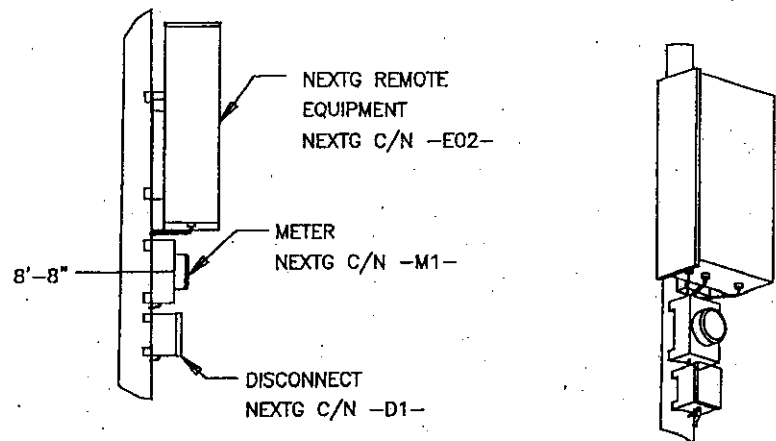 NEXTG REMOTE
EQUIPMENT
NEXTG C/N -E02-
METER
NEXTG C/N -M1-
8'-8"
DISCONNECT
NEXTG C/N -D1-